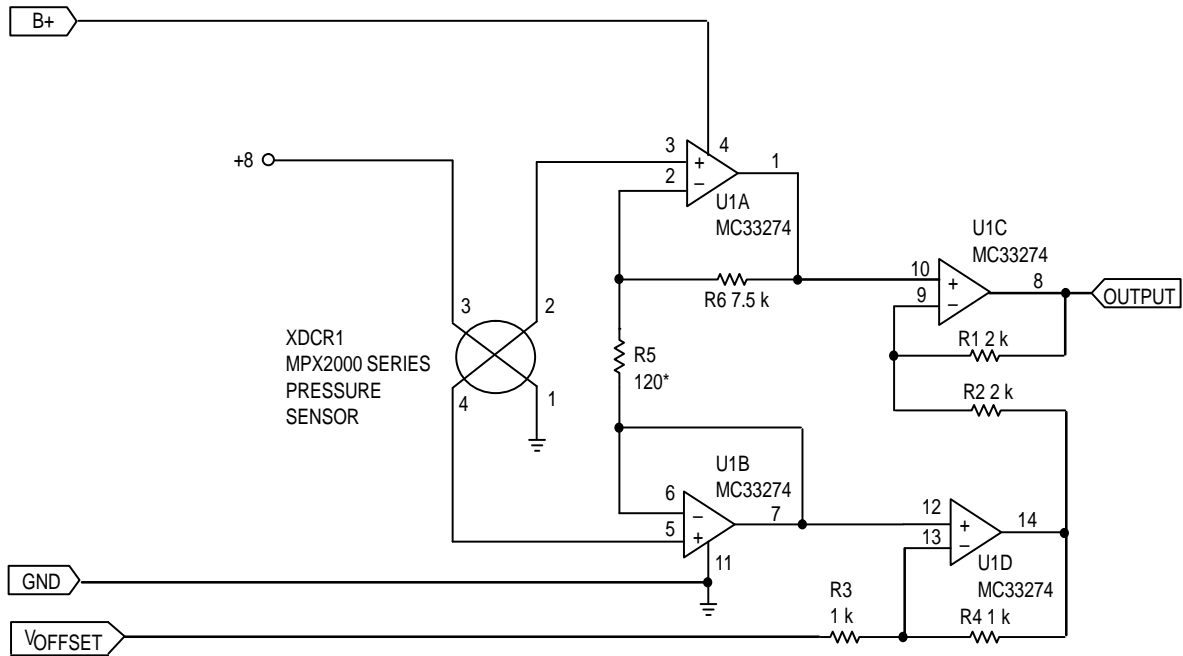 B+
+8
3
4
2
1
+
−
U1A
MC33274
U1C
MC33274
10
9
8
+
−
OUTPUT
R6 7.5 k
R1 2 k
R2 2 k
3
2
4
1
XDCR1
MPX2000 SERIES
PRESSURE
SENSOR
R5
120*
U1B
MC33274
6
5
7
−
+
11
12
13
14
+
−
U1D
MC33274
GND
R3
1 k
R4 1 k
VOFFSET